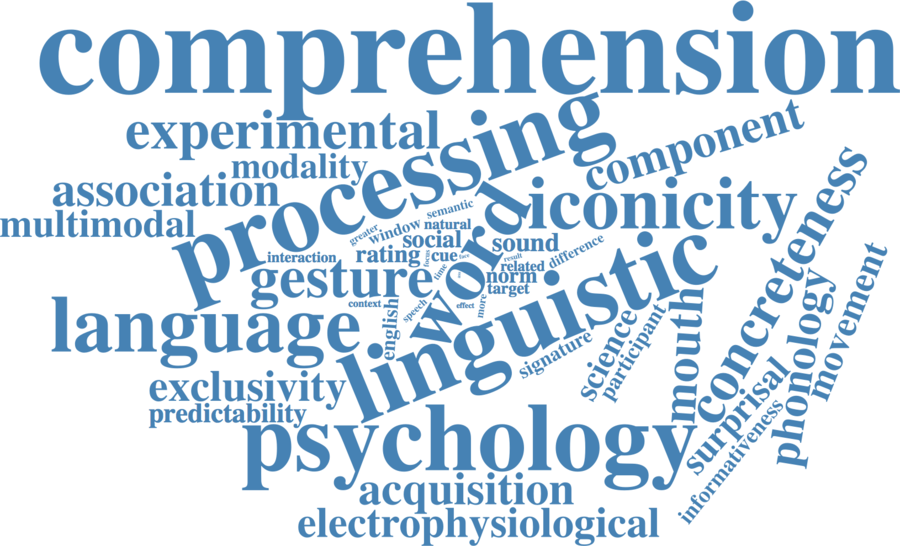 comprehension
experimental
processing
component
modality
association
multimodal
iconicity
word
concreteness
semantic
greater
window
natural
social
sound
interaction
rating
cue
difference
result
related
gesture
focus
time
norm
target
linguistic
movement
context
speech
effect
more
english
language
mouth
phonology
science
participant
signature
exclusivity
predictability
surprisal
informativeness
psychology
acquisition
electrophysiological